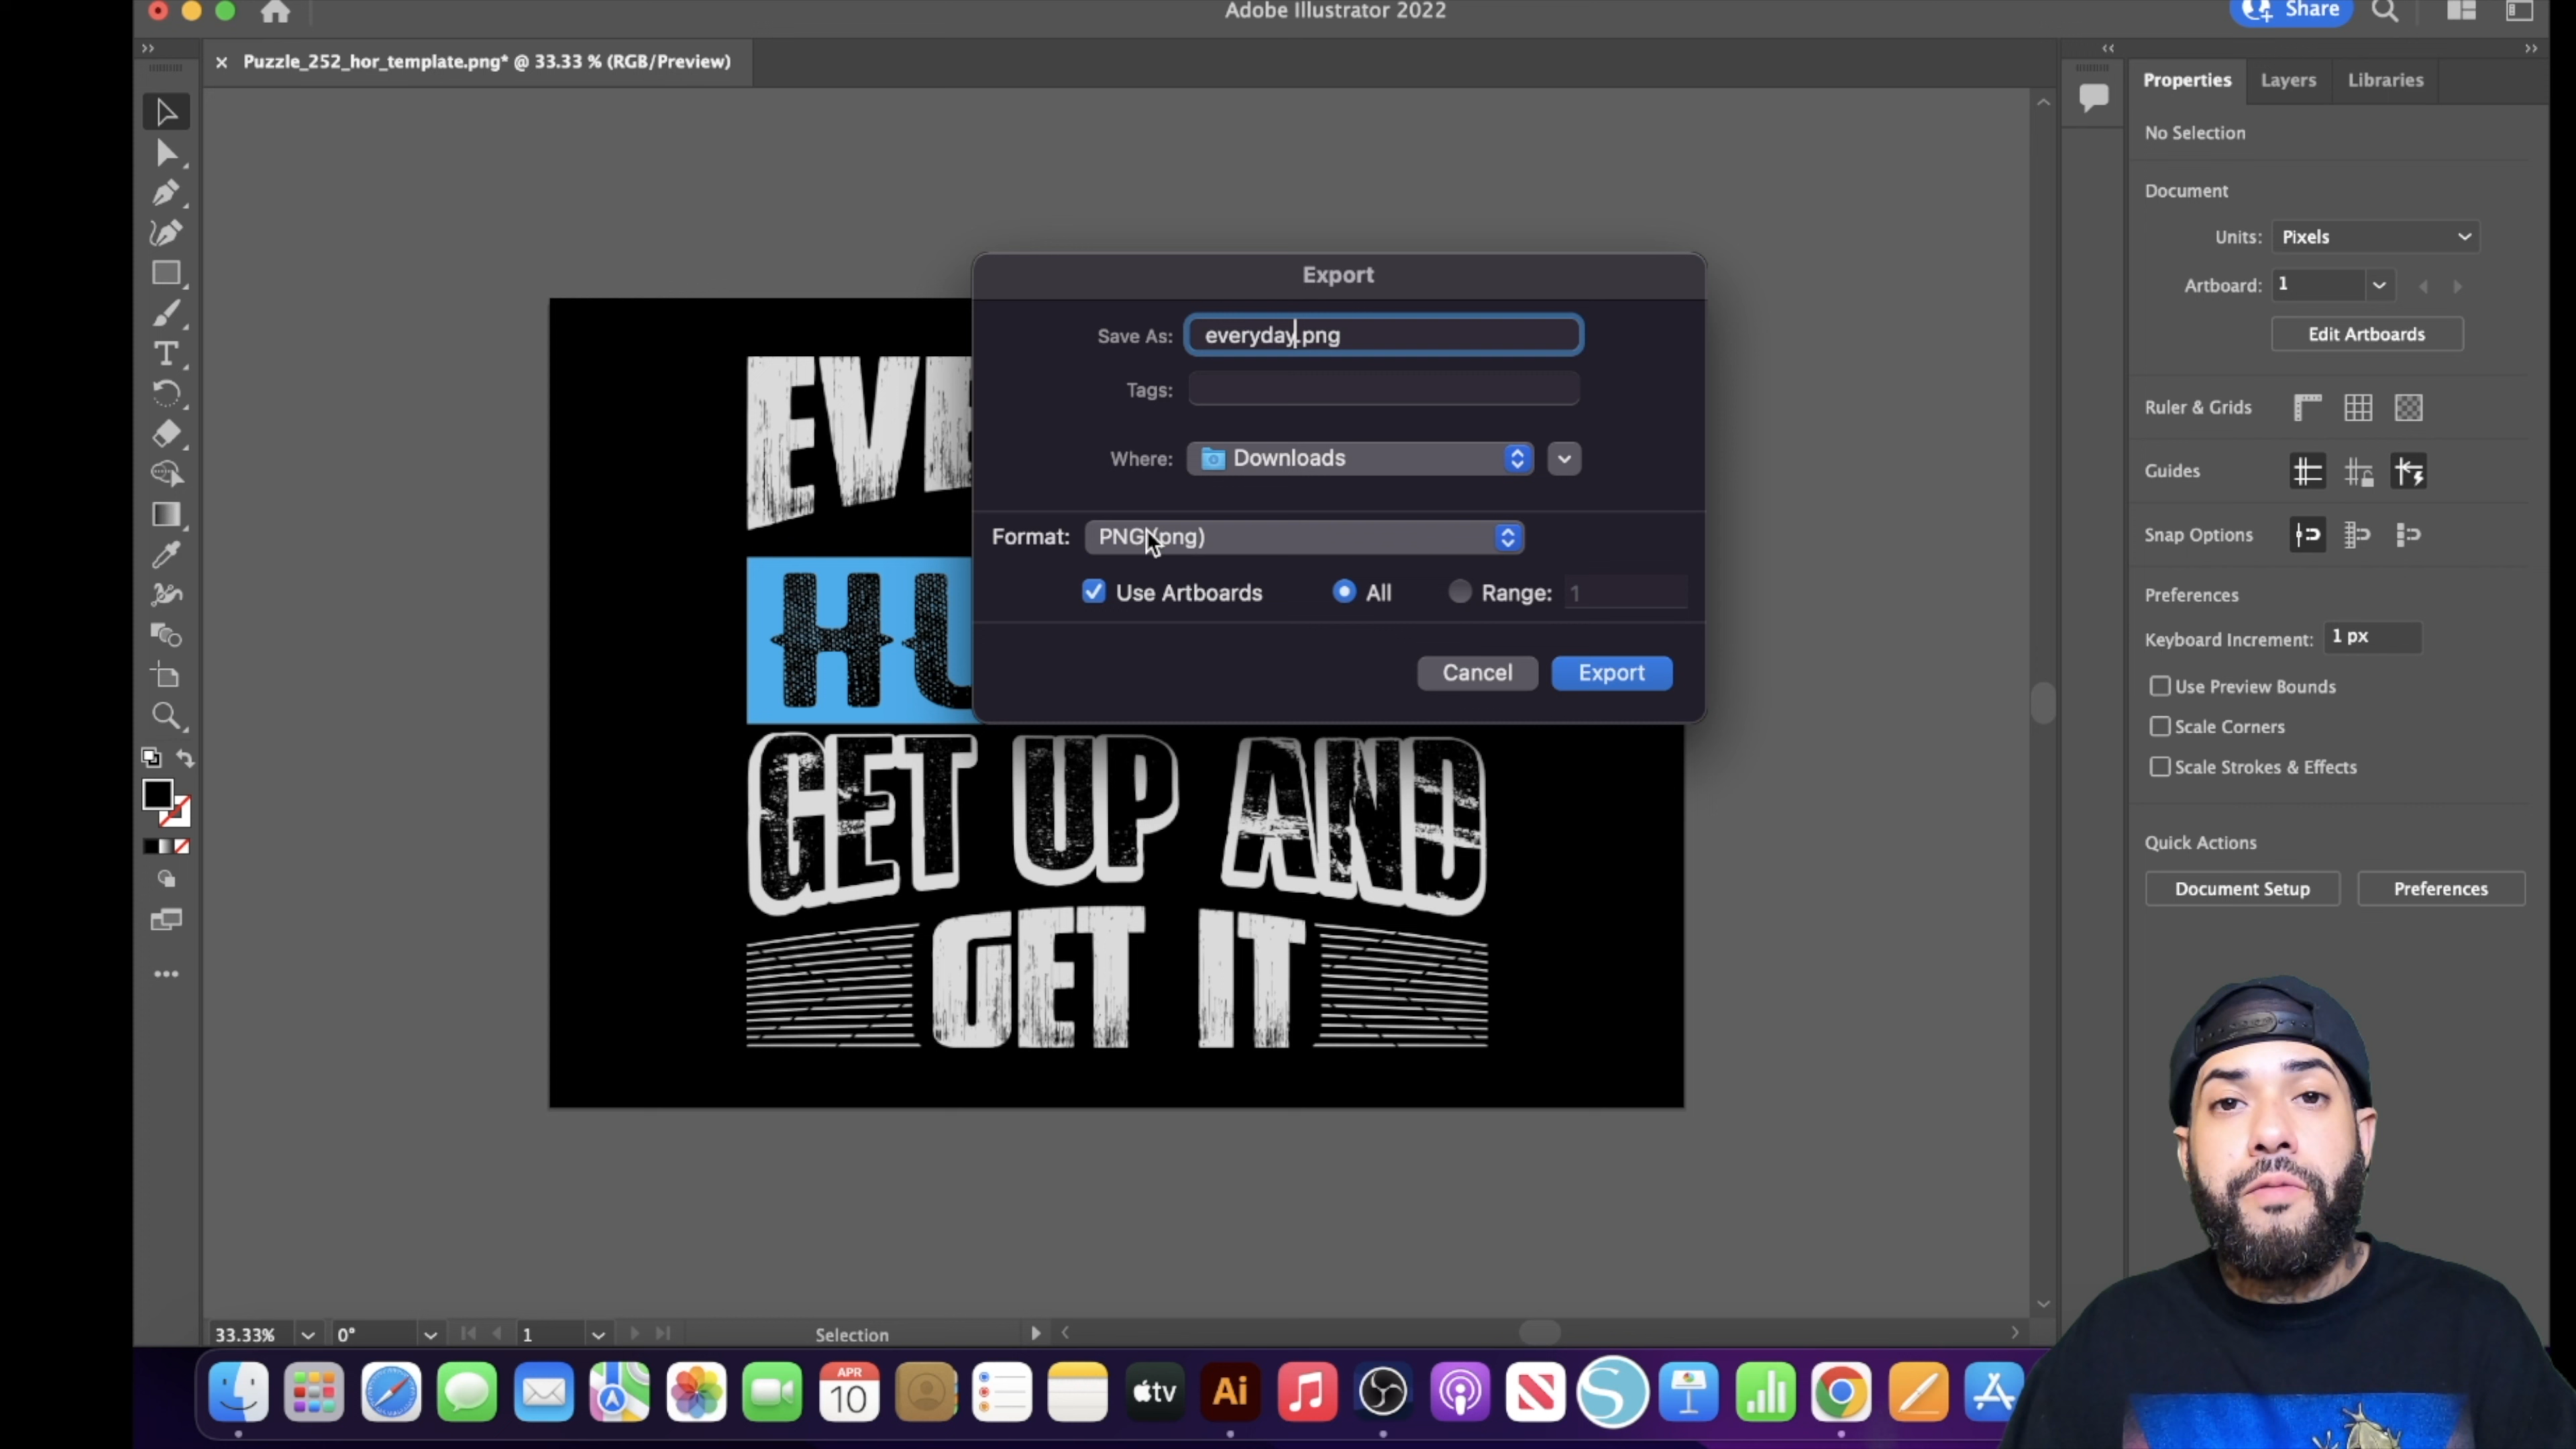 Adobe Illustrator 2022
Share
× Puzzle_252_hor_template.png* @ 33.33 % (RGB/Preview)
Properties
Layers
Libraries
No Selection
Document
Units: Pixels
Artboard: 1
Edit Artboards
Ruler & Grids
Guides
Snap Options
Preferences
Keyboard Increment: 1 px
Use Preview Bounds
Scale Corners
Scale Strokes & Effects
Quick Actions
Document Setup
Preferences
Export
Save As: everyday.png
Tags:
Where: Downloads
Format: PNG (png)
Use Artboards
All
Range: 1
Cancel
Export
GET UP AND
GET IT
33.33%
0°
1
Selection
APR
10
tv
Ai